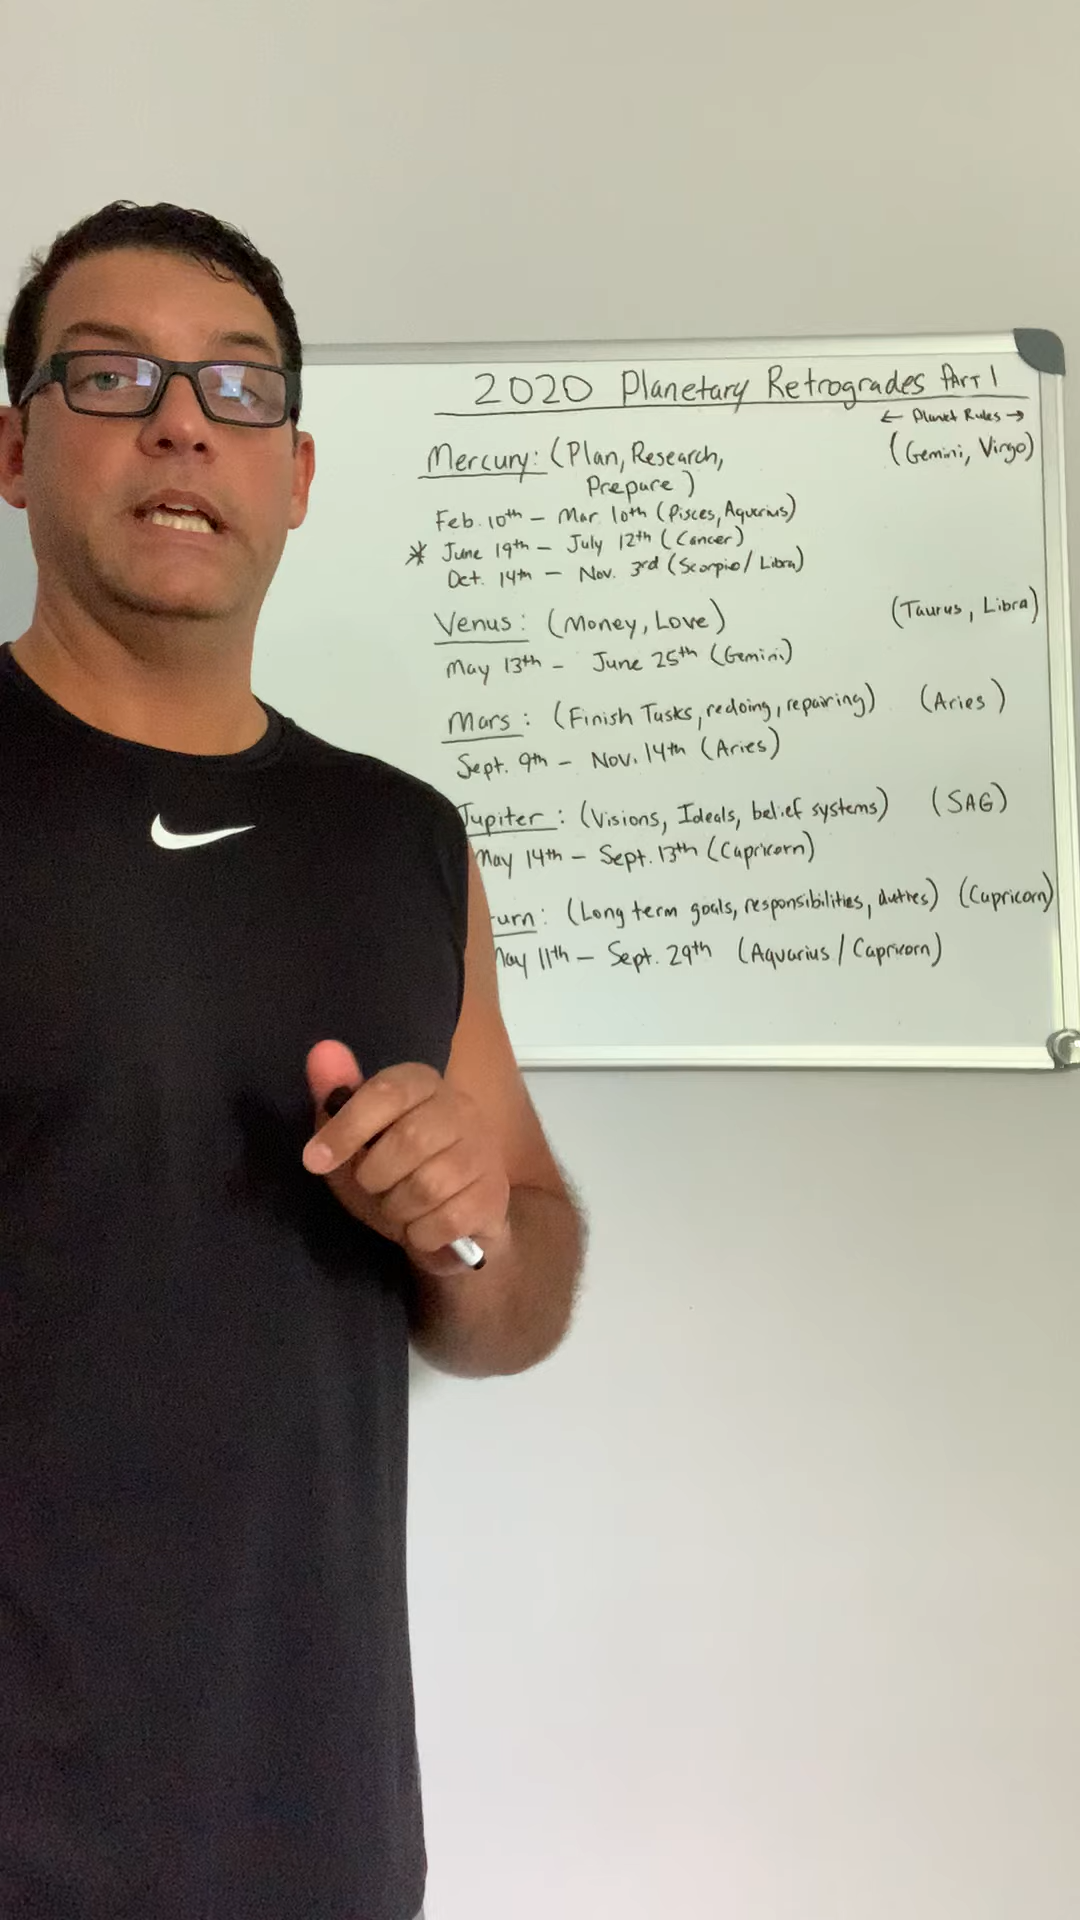 2020 Planetary Retrogrades PART 1
← Planet Rules →
Mercury: (Plan, Research, (Gemini, Virgo)
Prepare)
Feb. 10th – Mar. 10th (Pisces, Aquarius)
* June 19th – July 12th (Cancer)
Oct. 14th – Nov. 3rd (Scorpio/Libra)
Venus: (Money, Love) (Taurus, Libra)
May 13th – June 25th (Gemini)
Mars: (Finish Tasks, redoing, repairing) (Aries)
Sept. 9th – Nov. 14th (Aries)
Jupiter: (Visions, Ideals, belief systems) (SAG)
May 14th – Sept. 13th (Capricorn)
urn: (Long term goals, responsibilities, duties) (Capricorn)
May 11th – Sept. 29th (Aquarius/Capricorn)